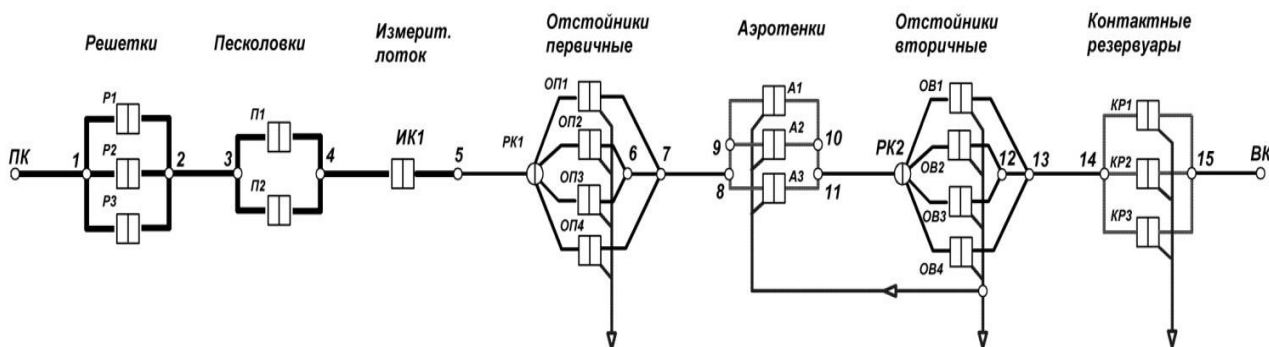 Решетки
Песколовки
Измерит.
лоток
Отстойники
первичные
Аэротенки
Отстойники
вторичные
Контактные
резервуары
ПК
1
Р1
Р2
Р3
2
3
П1
П2
4
ИК1
5
РК1
ОП1
ОП2
ОП3
ОП4
6
7
8
9
А1
А2
А3
10
11
РК2
ОВ1
ОВ2
ОВ3
ОВ4
12
13
14
КР1
КР2
КР3
15
ВК